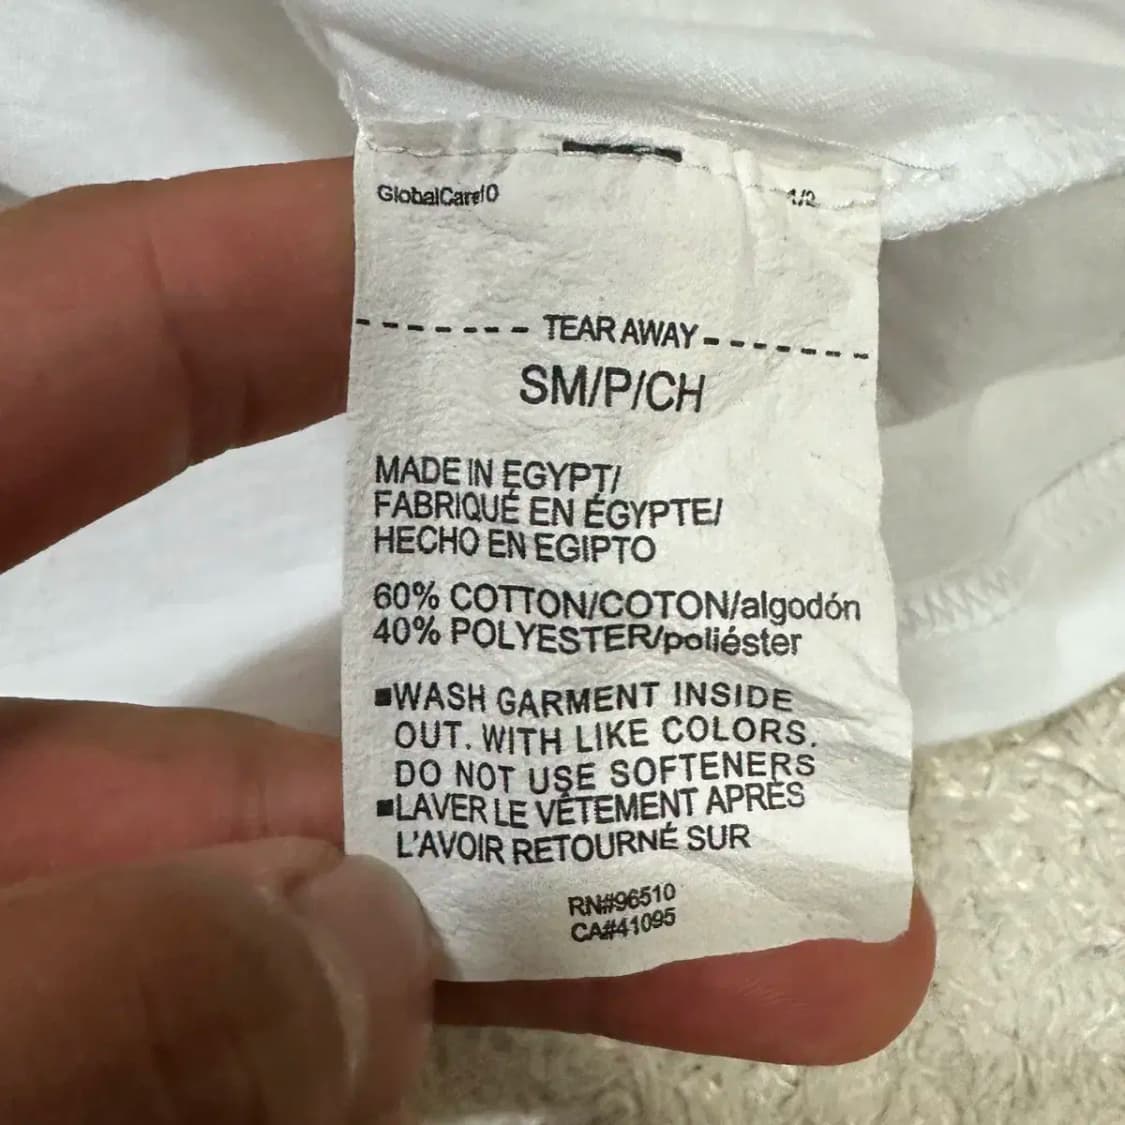 GlobalCare10 1/2
TEAR AWAY
SM/P/CH
MADE IN EGYPT/
FABRIQUÉ EN ÉGYPTE/
HECHO EN EGIPTO
60% COTTON/COTON/algodón
40% POLYESTER/poliéster
■WASH GARMENT INSIDE
OUT. WITH LIKE COLORS.
DO NOT USE SOFTENERS
■LAVER LE VÊTEMENT APRÈS
L'AVOIR RETOURNÉ SUR
RN#96510
CA#41095